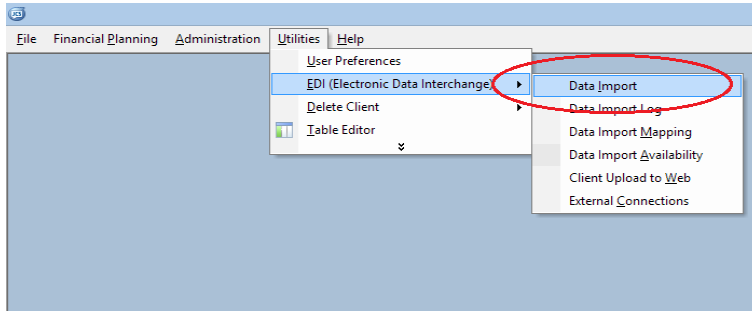 File Financial Planning Administration Utilities Help
User Preferences
EDI (Electronic Data Interchange)
Delete Client
Table Editor
Data Import
Data Import Log
Data Import Mapping
Data Import Availability
Client Upload to Web
External Connections